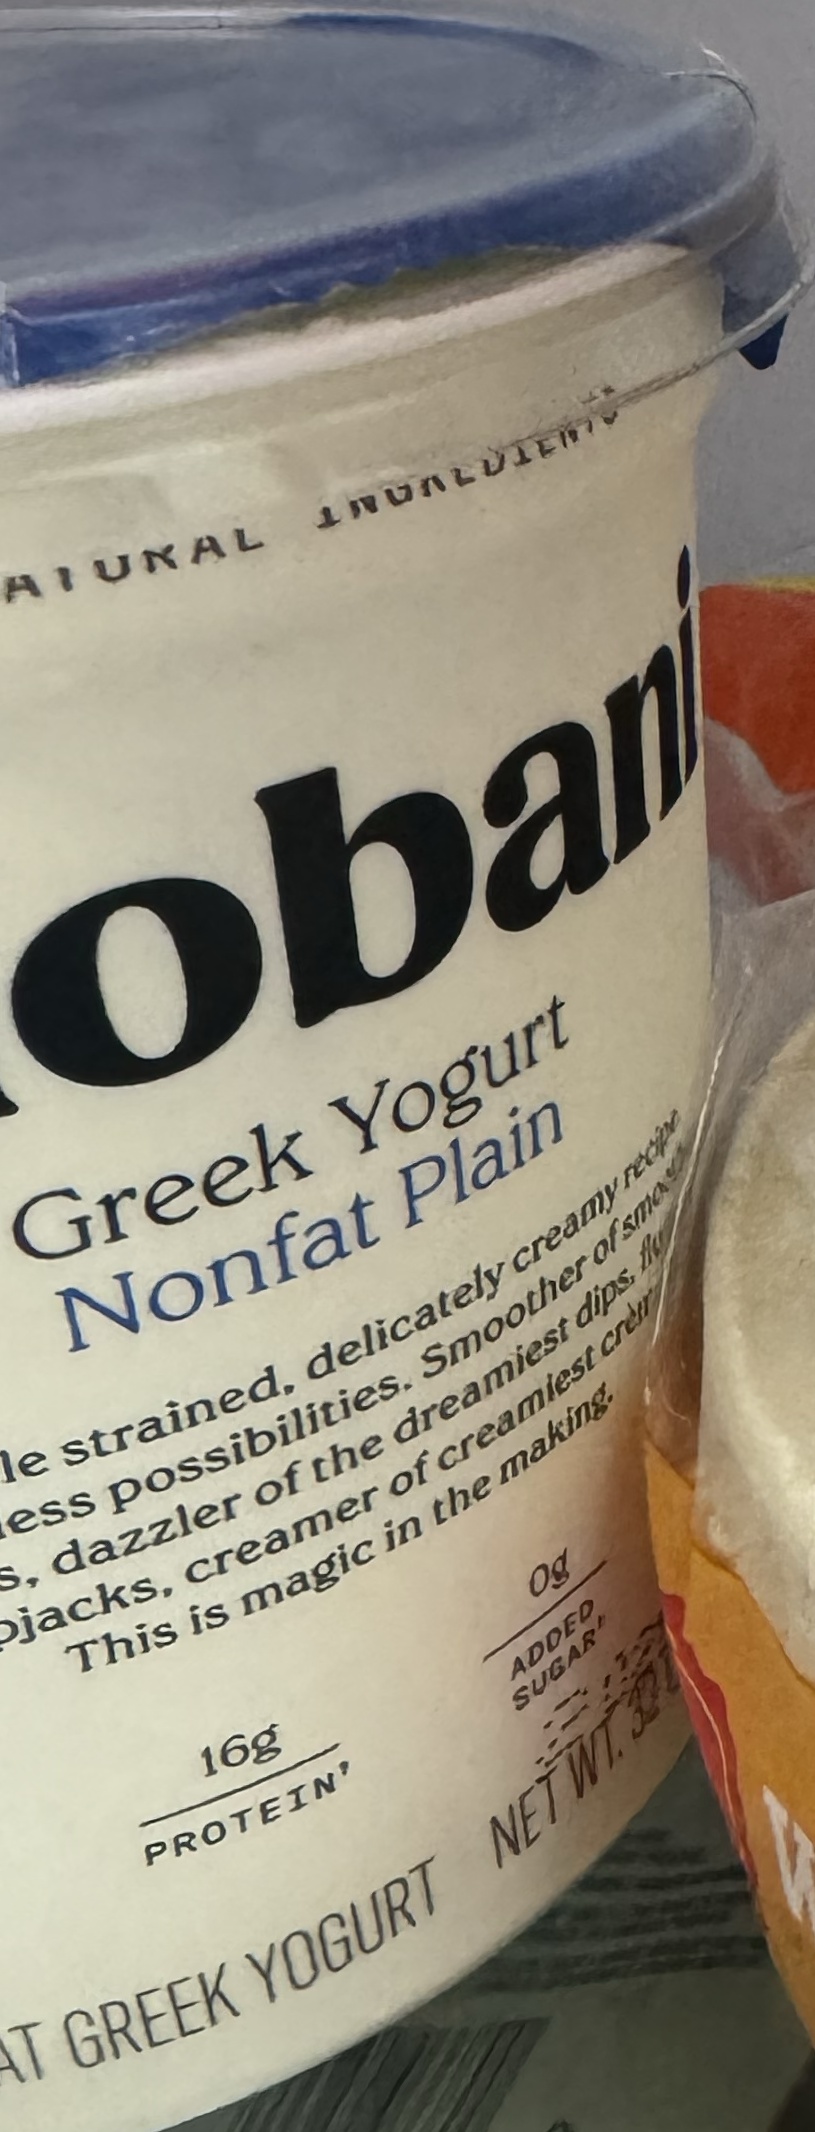 ATURAL INGREDIENTS
obani
Greek Yogurt
Nonfat Plain
le strained, delicately creamy recipe
ess possibilities. Smoother of
s, dazzler of the dreamiest dips,
pjacks, creamer of creamiest
This is magic in the making.
0g
ADDED
SUGAR
16g
PROTEIN
NET WT. 32
AT GREEK YOGURT